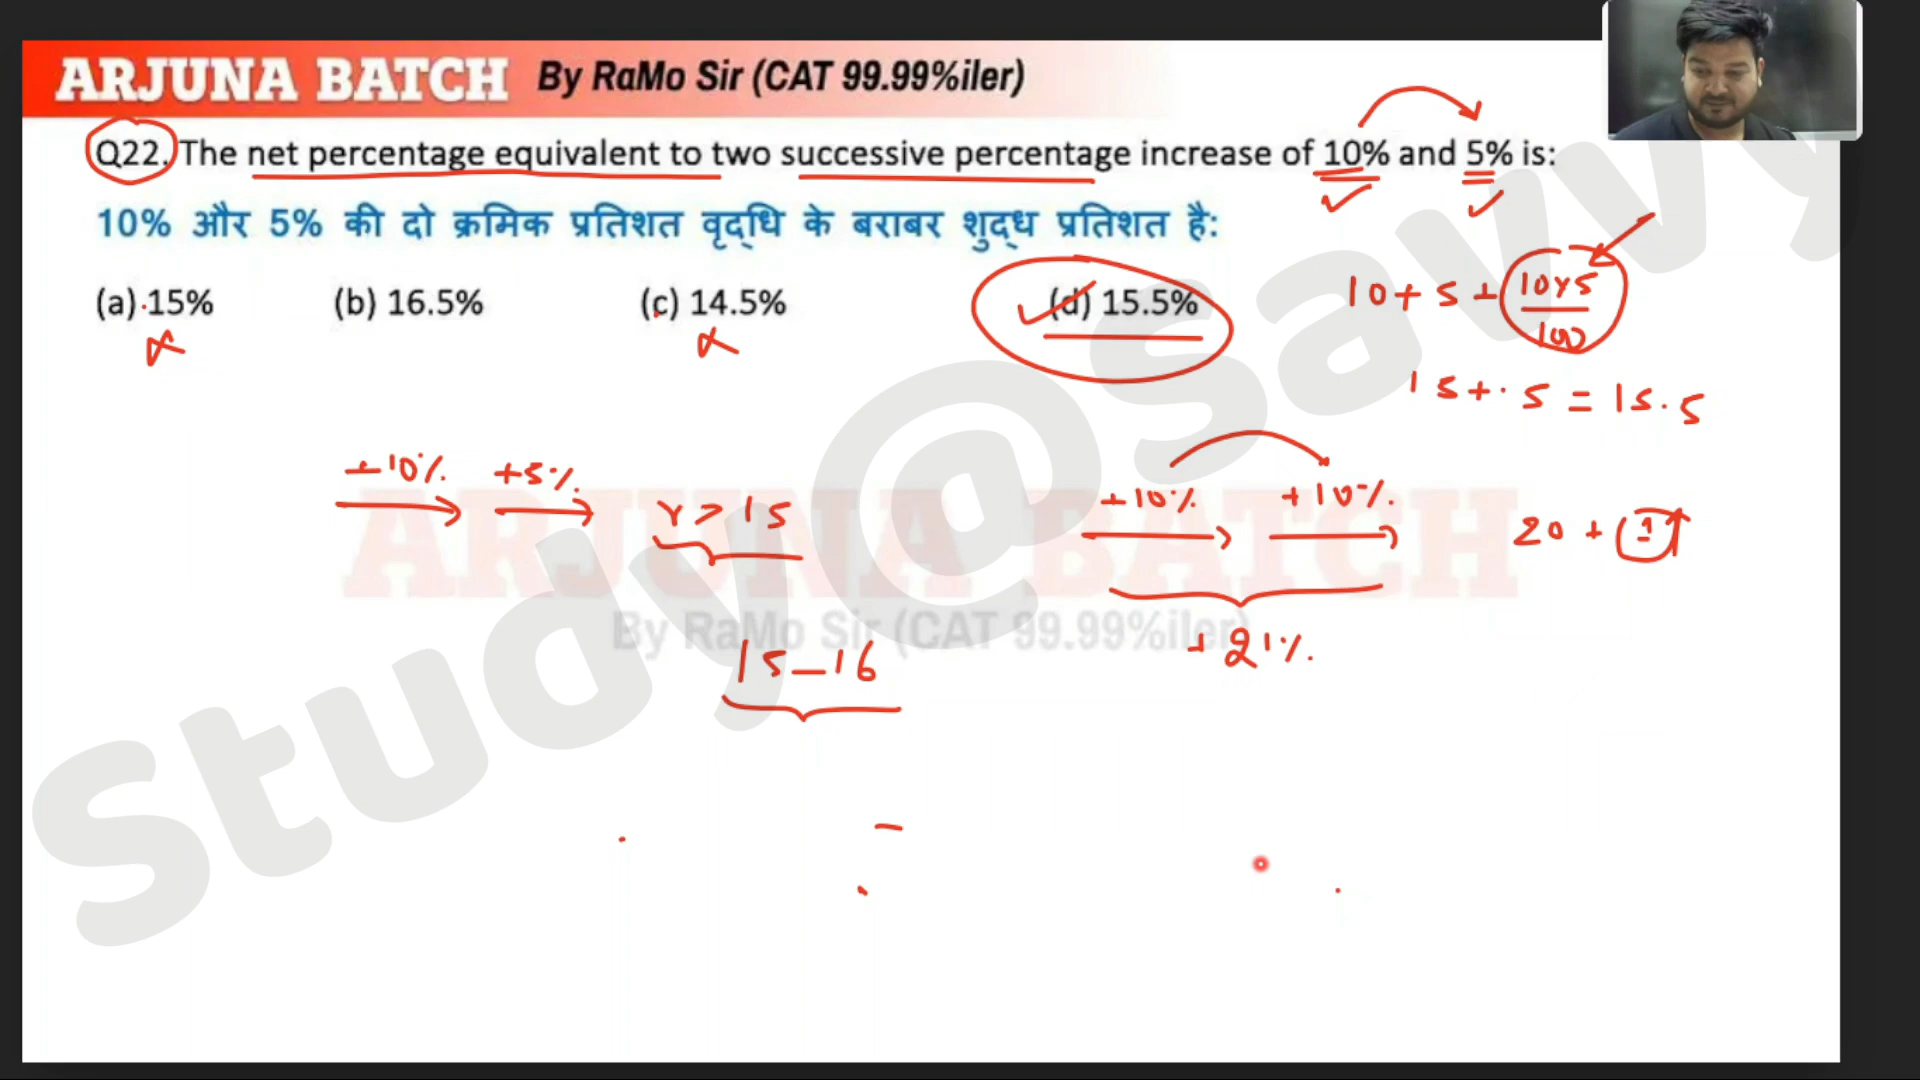 ARJUNA BATCH By RaMo Sir (CAT 99.99%iler)
Q22. The net percentage equivalent to two successive percentage increase of 10% and 5% is:
10% और 5% की दो क्रमिक प्रतिशत वृद्धि के बराबर शुद्ध प्रतिशत है:
(a) 15% (b) 16.5% (c) 14.5% (d) 15.5%
10 + 5 + 10x5
100
15 + .5 = 15.5
+10% +5% r > 15
+10% +10% 20 + 1
ARJUNA BATCH
By RaMo Sir (CAT 99.99%iler)
15 - 16
+ 21%
Study@Savvy